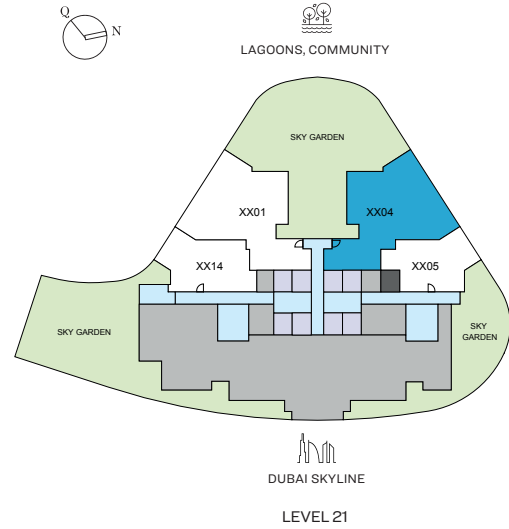 Q
N
LAGOONS, COMMUNITY
SKY GARDEN
XX01
XX04
XX14
XX05
SKY GARDEN
SKY
GARDEN
DUBAI SKYLINE
LEVEL 21